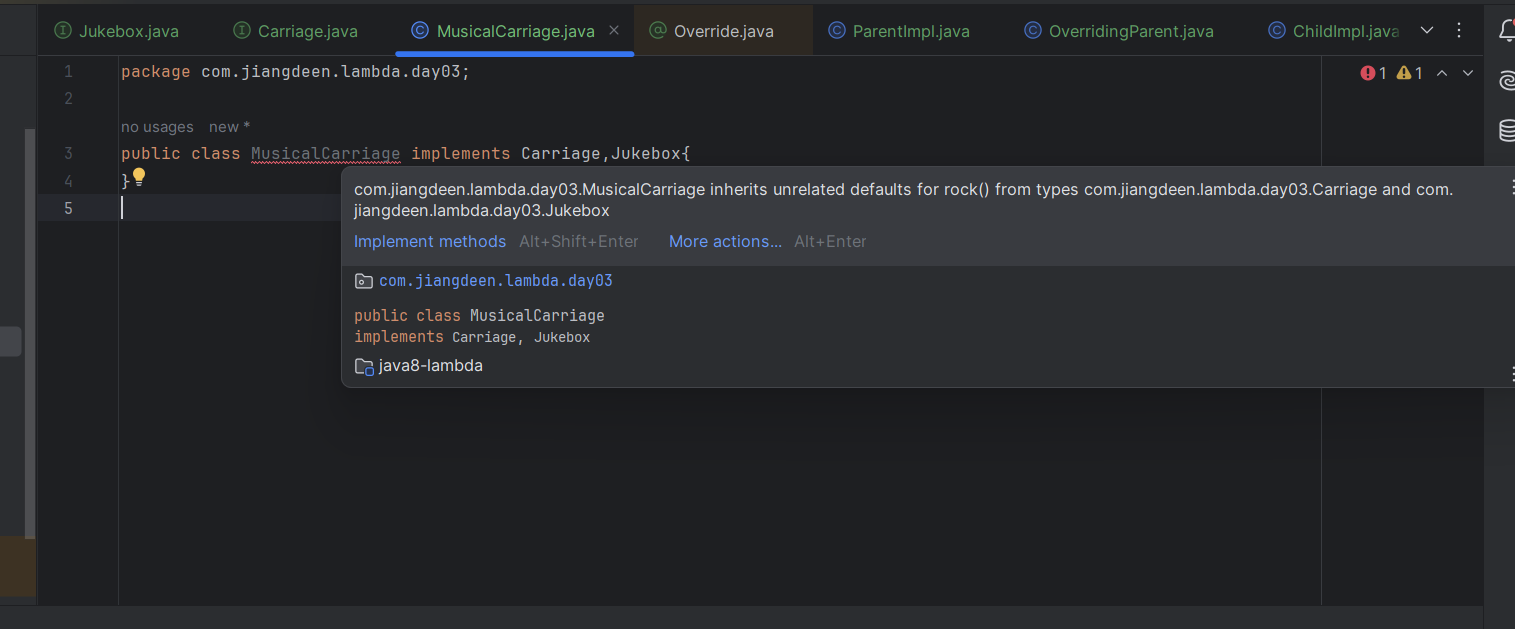 Jukebox.java Carriage.java MusicalCarriage.java Override.java ParentImpl.java OverridingParent.java ChildImpl.java
1 package com.jiangdeen.lambda.day03; 1 1
2
no usages new *
3 public class MusicalCarriage implements Carriage,Jukebox{
4 }
5
com.jiangdeen.lambda.day03.MusicalCarriage inherits unrelated defaults for rock() from types com.jiangdeen.lambda.day03.Carriage and com.
jiangdeen.lambda.day03.Jukebox
Implement methods Alt+Shift+Enter More actions... Alt+Enter
com.jiangdeen.lambda.day03
public class MusicalCarriage
implements Carriage, Jukebox
java8-lambda